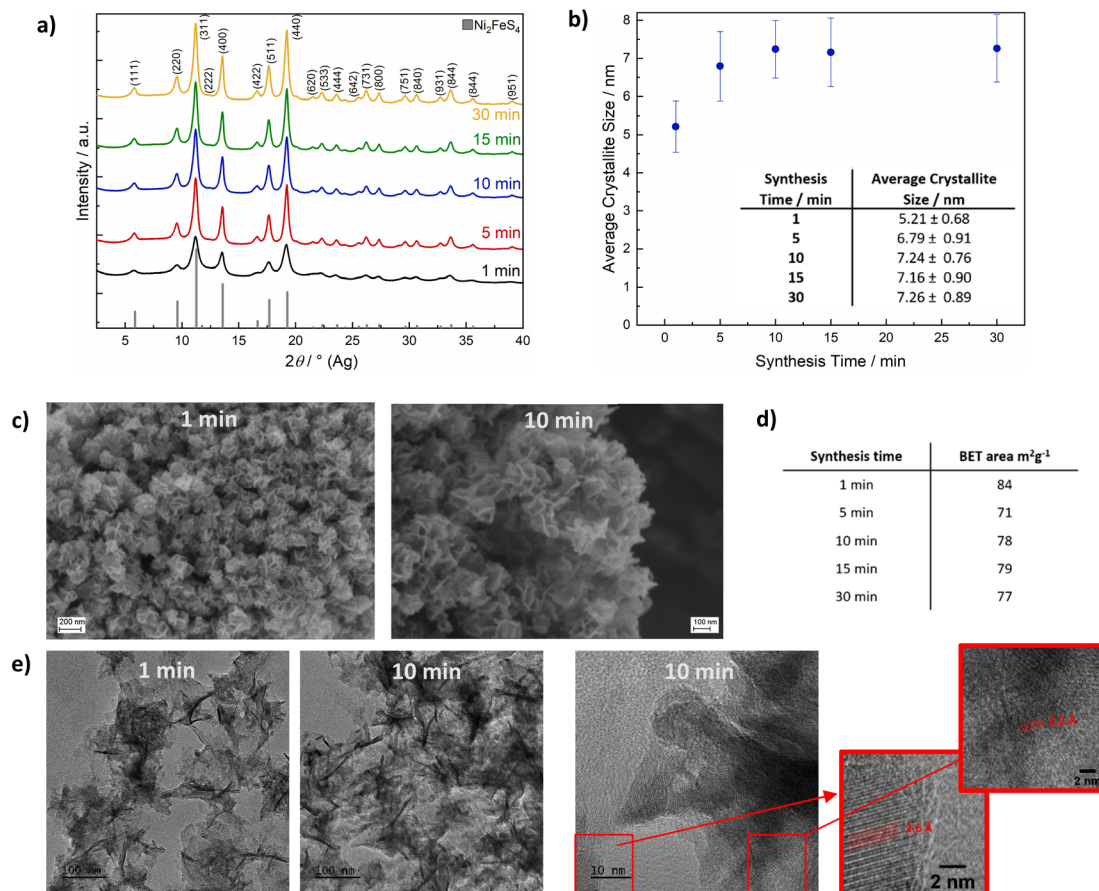 a)
Ni₂FeS₄
(111)
(220)
(311)
(222)
(400)
(422)
(511)
(440)
(620)
(533)
(444)
(642)
(731)
(800)
(751)
(840)
(931)
(844)
(844)
(951)
30 min
15 min
10 min
5 min
1 min
Intensity / a.u.
5 10 15 20 25 30 35 40
2θ / ° (Ag)
b)
8
7
6
5
4
3
2
1
0
Average Crystallite Size / nm
0 5 10 15 20 25 30
Synthesis Time / min
Synthesis Average Crystallite
Time / min Size / nm
1 5.21 ± 0.68
5 6.79 ± 0.91
10 7.24 ± 0.76
15 7.16 ± 0.90
30 7.26 ± 0.89
c)
1 min
200 nm
10 min
100 nm
d)
Synthesis time BET area m²g⁻¹
1 min 84
5 min 71
10 min 78
15 min 79
30 min 77
e)
1 min
100 nm
10 min
100 nm
10 min
10 nm
2.6 Å
2 nm
2.2 Å
2 nm